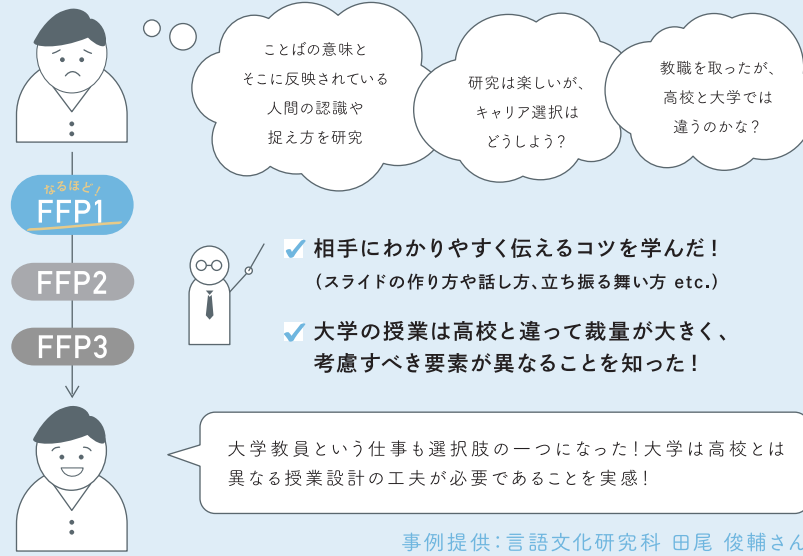 ことばの意味と
そこに反映されている
人間の認識や
捉え方を研究
研究は楽しいが、
キャリア選択は
どうしよう?
教職を取ったが、
高校と大学では
違うのかな?
なるほど!
FFP1
FFP2
FFP3
相手にわかりやすく伝えるコツを学んだ!
(スライドの作り方や話し方、立ち振る舞い方 etc.)
大学の授業は高校と違って裁量が大きく、
考慮すべき要素が異なることを知った!
大学教員という仕事も選択肢の一つになった!大学は高校とは
異なる授業設計の工夫が必要であることを実感!
事例提供:言語文化研究科 田尾 俊輔さん